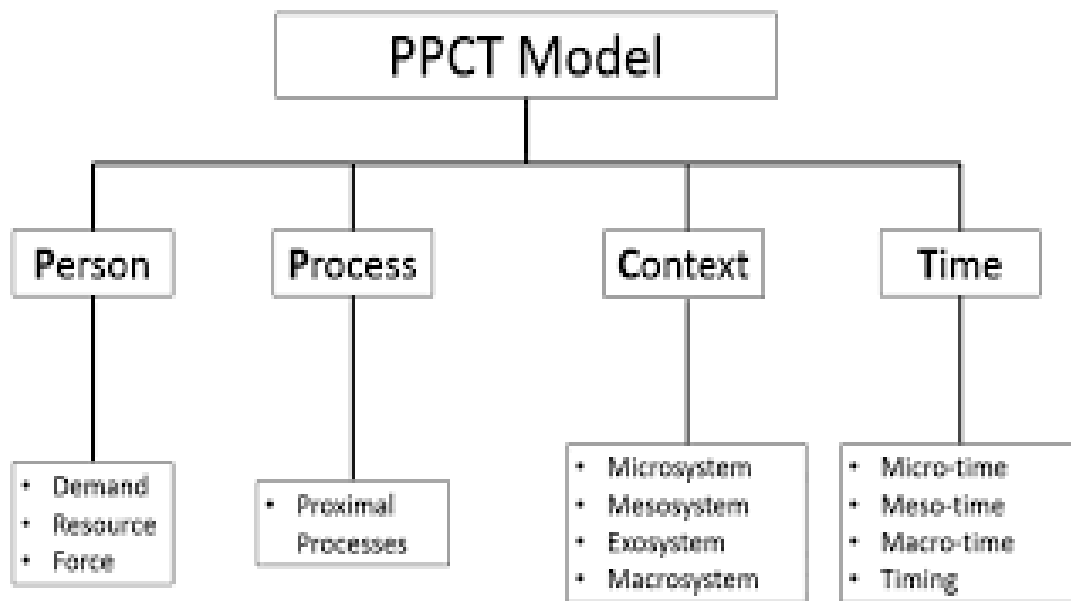 PPCT Model
Person
Process
Context
Time
• Demand
• Resource
• Force
• Proximal
Processes
• Microsystem
• Mesosystem
• Exosystem
• Macrosystem
• Micro-time
• Meso-time
• Macro-time
• Timing